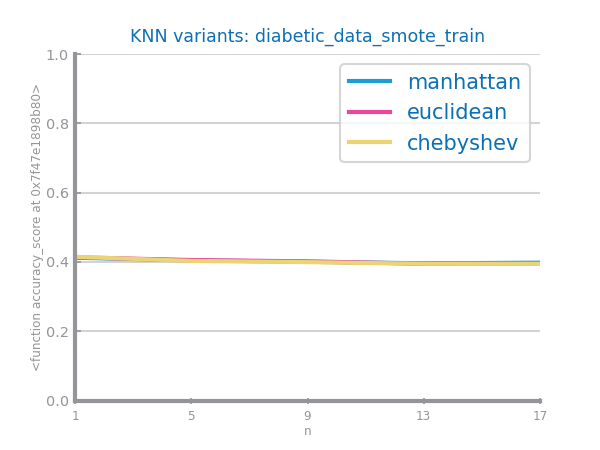 KNN variants: diabetic_data_smote_train
<function accuracy_score at 0x7f47e1898b80>
1.0
0.8
0.6
0.4
0.2
0.0
manhattan
euclidean
chebyshev
1 5 9 13 17
n